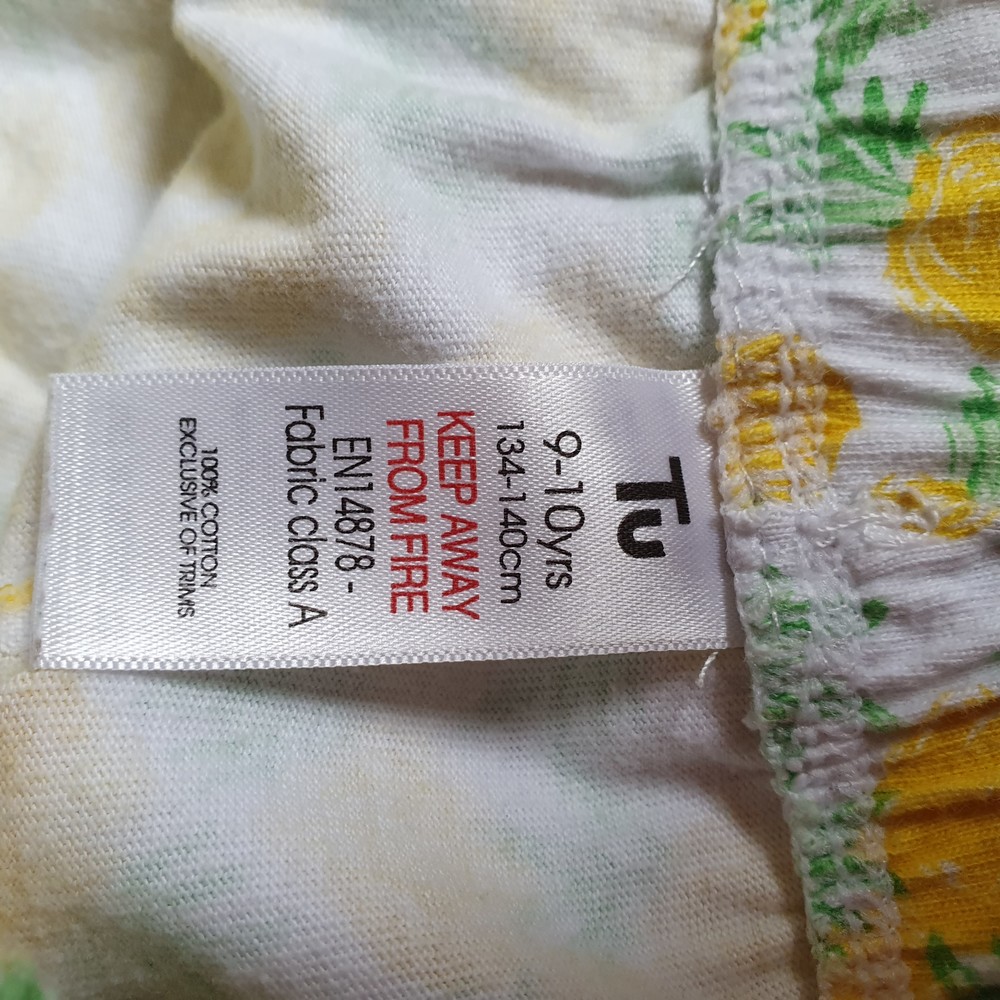 Tu
9-10yrs
134-140cm
KEEP AWAY
FROM FIRE
EN14878 -
Fabric class A
100% COTTON
EXCLUSIVE OF TRIMS